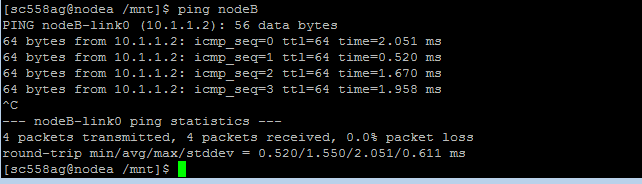 [sc558ag@nodea /mnt]$ ping nodeB
PING nodeB-link0 (10.1.1.2): 56 data bytes
64 bytes from 10.1.1.2: icmp_seq=0 ttl=64 time=2.051 ms
64 bytes from 10.1.1.2: icmp_seq=1 ttl=64 time=0.520 ms
64 bytes from 10.1.1.2: icmp_seq=2 ttl=64 time=1.670 ms
64 bytes from 10.1.1.2: icmp_seq=3 ttl=64 time=1.958 ms
^C
--- nodeB-link0 ping statistics ---
4 packets transmitted, 4 packets received, 0.0% packet loss
round-trip min/avg/max/stddev = 0.520/1.550/2.051/0.611 ms
[sc558ag@nodea /mnt]$